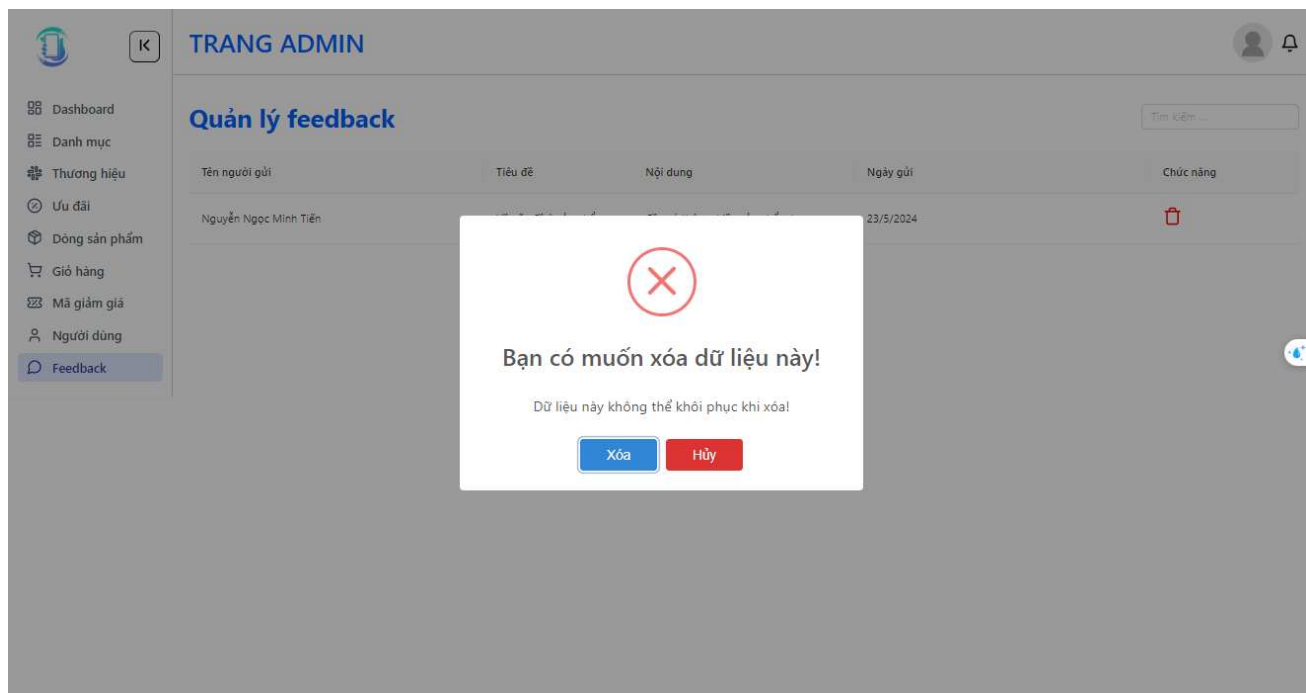 TRANG ADMIN
Dashboard
Danh mục
Thương hiệu
Ưu đãi
Dòng sản phẩm
Giỏ hàng
Mã giảm giá
Người dùng
Feedback
Quản lý feedback
Tìm kiếm ...
Tên người gửi Tiêu đề Nội dung Ngày gửi Chức năng
Nguyễn Ngọc Minh Tiến 23/5/2024
Bạn có muốn xóa dữ liệu này!
Dữ liệu này không thể khôi phục khi xóa!
Xóa Hủy